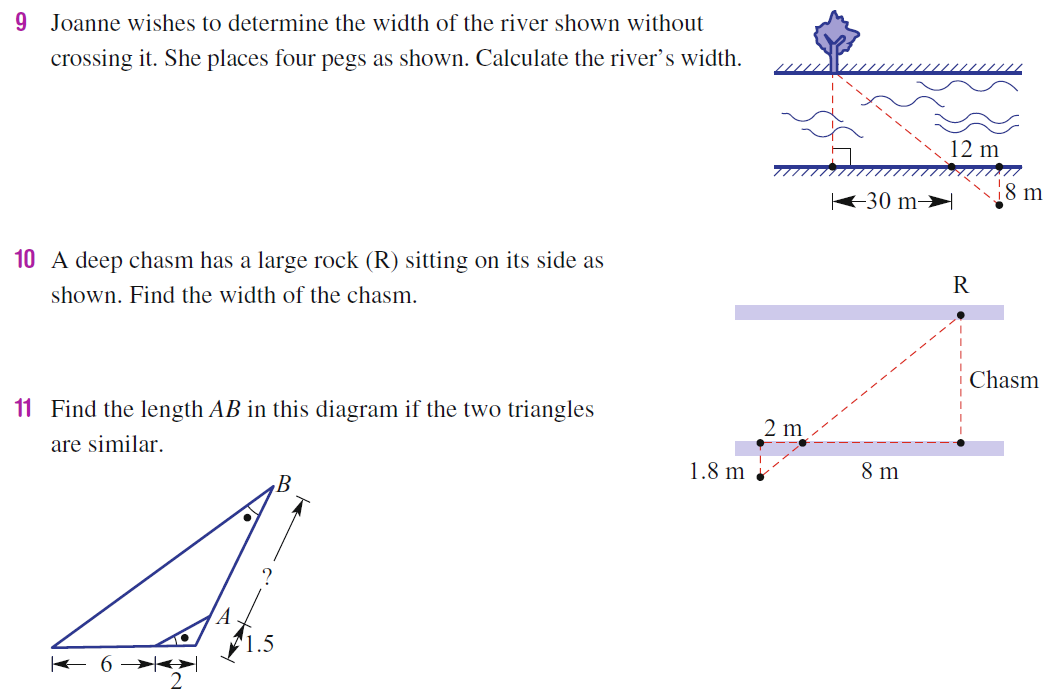 9 Joanne wishes to determine the width of the river shown without
crossing it. She places four pegs as shown. Calculate the river’s width.
12 m
30 m
8 m
10 A deep chasm has a large rock (R) sitting on its side as
shown. Find the width of the chasm.
R
Chasm
2 m
1.8 m
8 m
11 Find the length AB in this diagram if the two triangles
are similar.
B
?
A
1.5
6
2